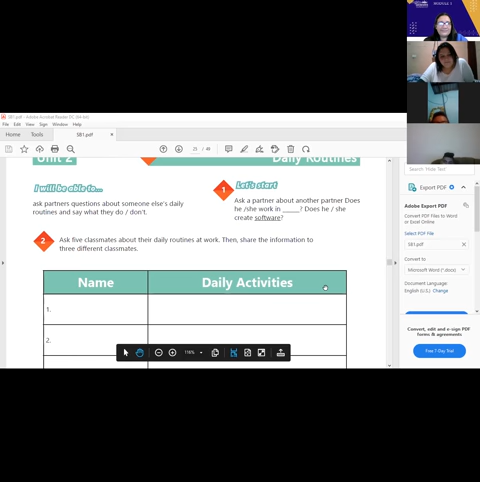 MODULE 2
SB1.pdf - Adobe Acrobat Reader DC (64-bit)
File Edit View Sign Window Help
Home Tools SB1.pdf ×
23 / 49
Unit 2 Daily Routines
I will be able to...
ask partners questions about someone else's daily
routines and say what they do / don't.
1 Let's start
Ask a partner about another partner Does
he /she work in _____? Does he / she
create software?
2 Ask five classmates about their daily routines at work. Then, share the information to
three different classmates.
Name Daily Activities
1.
2.
116%
Export PDF
Adobe Export PDF
Convert PDF Files to Word
or Excel Online
Select PDF File
SB1.pdf
Convert to
Microsoft Word (*.docx)
Document Language:
English (U.S.) Change
Convert, edit and e-sign PDF
forms & agreements
Free 7-Day Trial